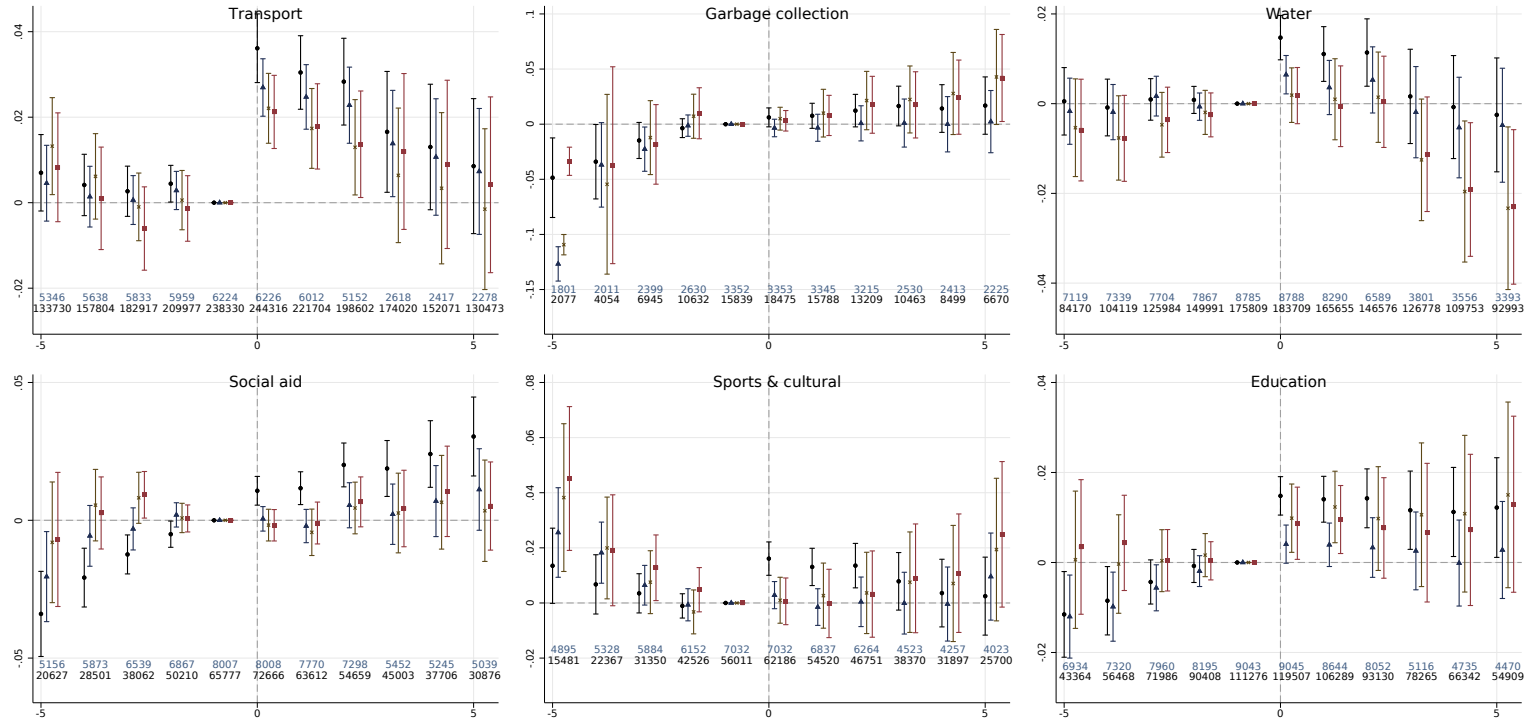 Transport
.04
.02
0
-.02
5346 5638 5833 5959 6224 6226 6012 5152 2618 2417 2278
133730 157804 182917 209977 238330 244316 221704 198602 174020 152071 130473
-5 0 5
Garbage collection
.1
.05
0
-.05
-.1
-.15
1801 2011 2399 2630 3352 3353 3345 3215 2530 2413 2225
2077 4054 6945 10632 15839 18475 15788 13209 10463 8499 6670
-5 0 5
Water
.02
0
-.02
-.04
7119 7339 7704 7867 8785 8788 8290 6589 3801 3556 3393
84170 104119 125984 149991 175809 183709 165655 146576 126778 109753 92993
-5 0 5
Social aid
.05
0
-.05
5156 5873 6539 6867 8007 8008 7770 7298 5452 5245 5039
20627 28501 38062 50210 65777 72666 63612 54659 45003 37706 30876
-5 0 5
Sports & cultural
.08
.06
.04
.02
0
-.02
4895 5328 5884 6152 7032 7032 6837 6264 4523 4257 4023
15481 22367 31350 42526 56011 62186 54520 46751 38370 31897 25700
-5 0 5
Education
.04
.02
0
-.02
6934 7320 7960 8195 9043 9045 8644 8052 5116 4735 4470
43364 56468 71986 90408 111276 119507 106289 93130 78265 66342 54909
-5 0 5